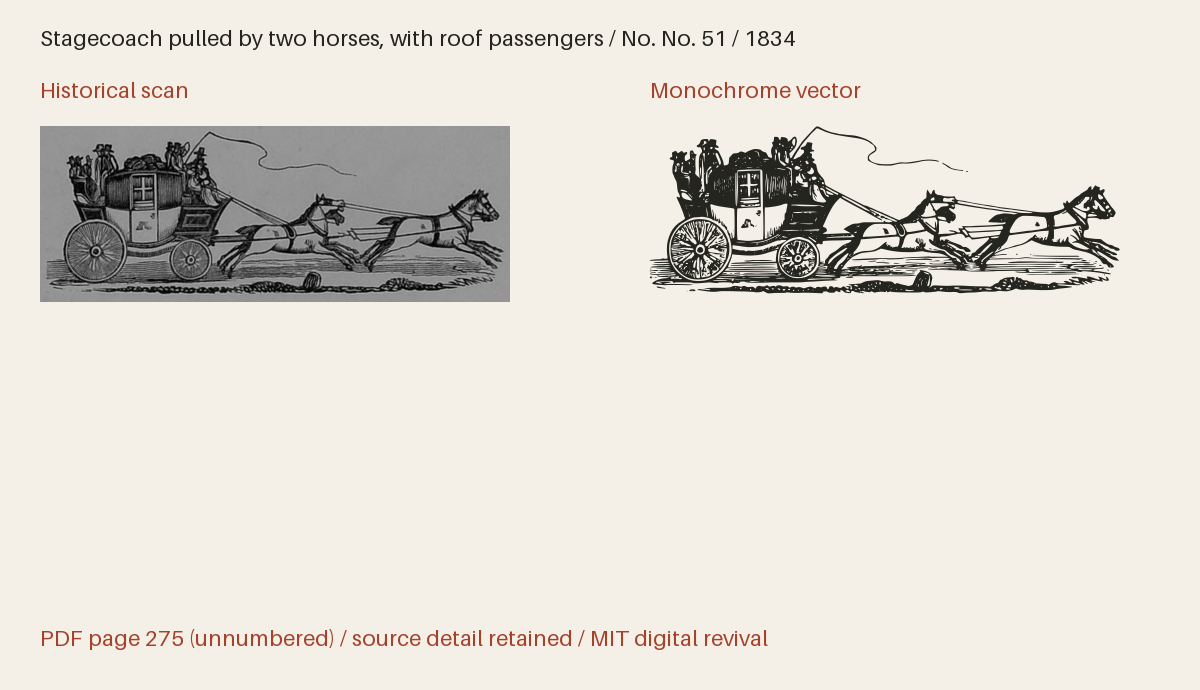 Stagecoach pulled by two horses, with roof passengers / No. No. 51 / 1834
Historical scan
Monochrome vector
PDF page 275 (unnumbered) / source detail retained / MIT digital revival